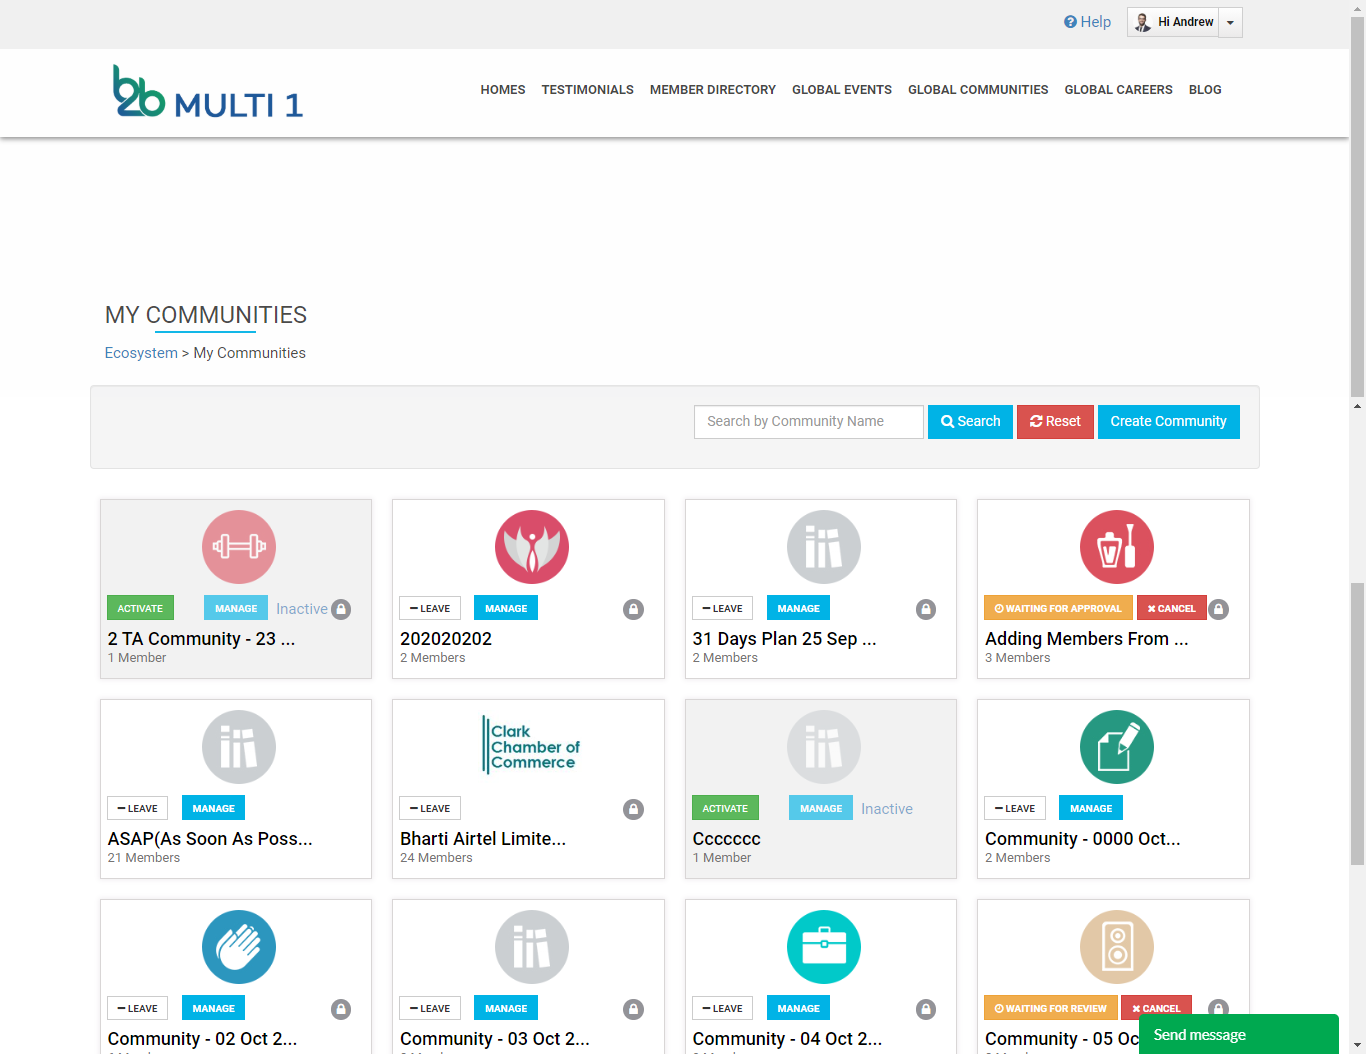 Help
Hi Andrew
b2b MULTI 1
HOMES TESTIMONIALS MEMBER DIRECTORY GLOBAL EVENTS GLOBAL COMMUNITIES GLOBAL CAREERS BLOG
MY COMMUNITIES
Ecosystem > My Communities
Search by Community Name Search Reset Create Community
ACTIVATE MANAGE Inactive
2 TA Community - 23 ...
1 Member
LEAVE MANAGE
202020202
2 Members
LEAVE MANAGE
31 Days Plan 25 Sep ...
2 Members
WAITING FOR APPROVAL CANCEL
Adding Members From ...
3 Members
LEAVE MANAGE
ASAP(As Soon As Poss...
21 Members
Clark
Chamber of
Commerce
LEAVE
Bharti Airtel Limite...
24 Members
ACTIVATE MANAGE Inactive
Ccccccc
1 Member
LEAVE MANAGE
Community - 0000 Oct...
2 Members
LEAVE MANAGE
Community - 02 Oct 2...
LEAVE MANAGE
Community - 03 Oct 2...
LEAVE MANAGE
Community - 04 Oct 2...
WAITING FOR REVIEW CANCEL
Community - 05 Oc
Send message